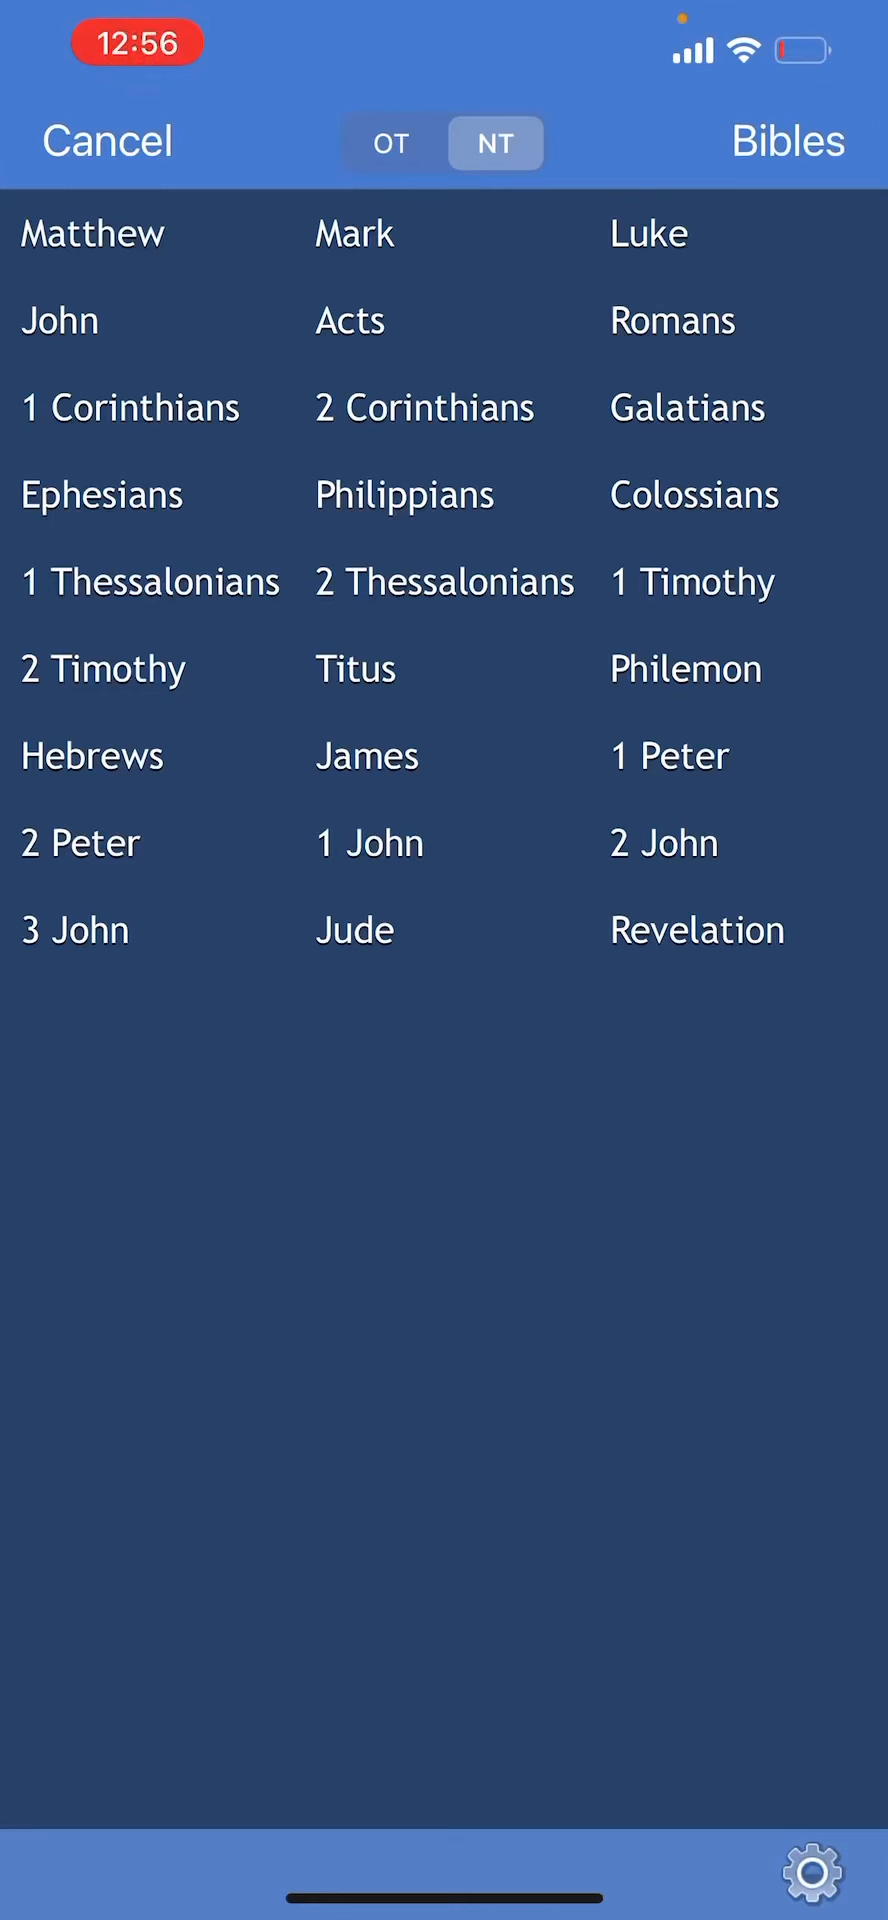 12:56
Cancel OT NT Bibles
Matthew Mark Luke
John Acts Romans
1 Corinthians 2 Corinthians Galatians
Ephesians Philippians Colossians
1 Thessalonians 2 Thessalonians 1 Timothy
2 Timothy Titus Philemon
Hebrews James 1 Peter
2 Peter 1 John 2 John
3 John Jude Revelation